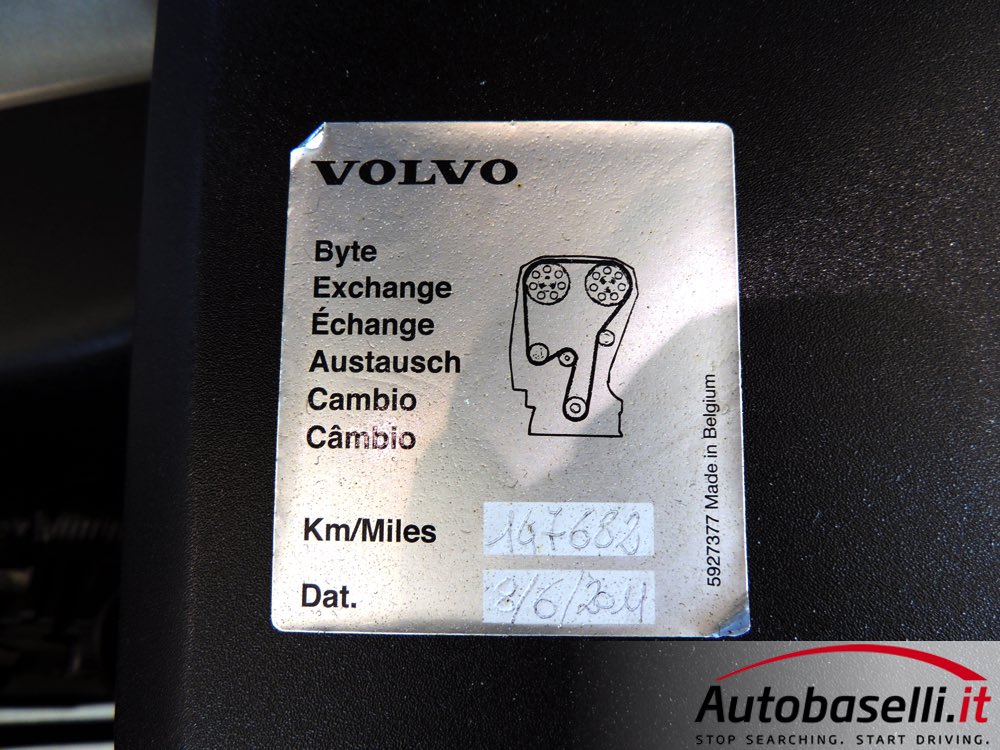 VOLVO
Byte
Exchange
Échange
Austausch
Cambio
Câmbio
Km/Miles 147682
Dat. 8/6/2011
5927377 Made in Belgium
Autobaselli.it
STOP SEARCHING. START DRIVING.